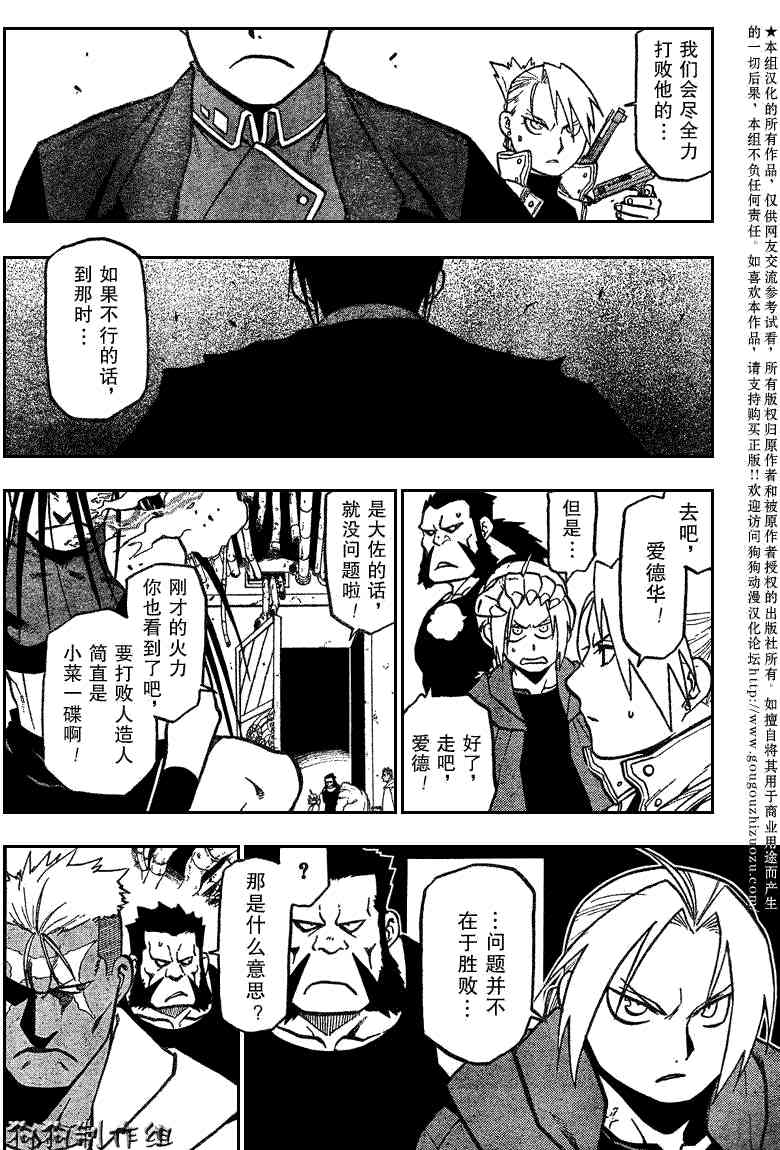 我们会尽全力
打败他的…
如果不行的话，
到那时…
去吧，
爱德华！
但是…
好了，
走吧，
爱德！
是大佐的话，
就没问题啦！
刚才的火力
你也看到了吧，
要打败人造人
简直是
小菜一碟啊！
…问题并不
在于胜败…
？
那是什么意思？
狗狗制作组
★本组汉化的所有作品，仅供网友交流参考试看，所有版权归原作者和被原作者授权的出版社所有。如擅自将其用于商业用途而产生
的一切后果，本组不负任何责任。如喜欢本作品，请支持购买正版!!欢迎访问狗狗动漫汉化论坛http://www.gougouzhizuozu.com